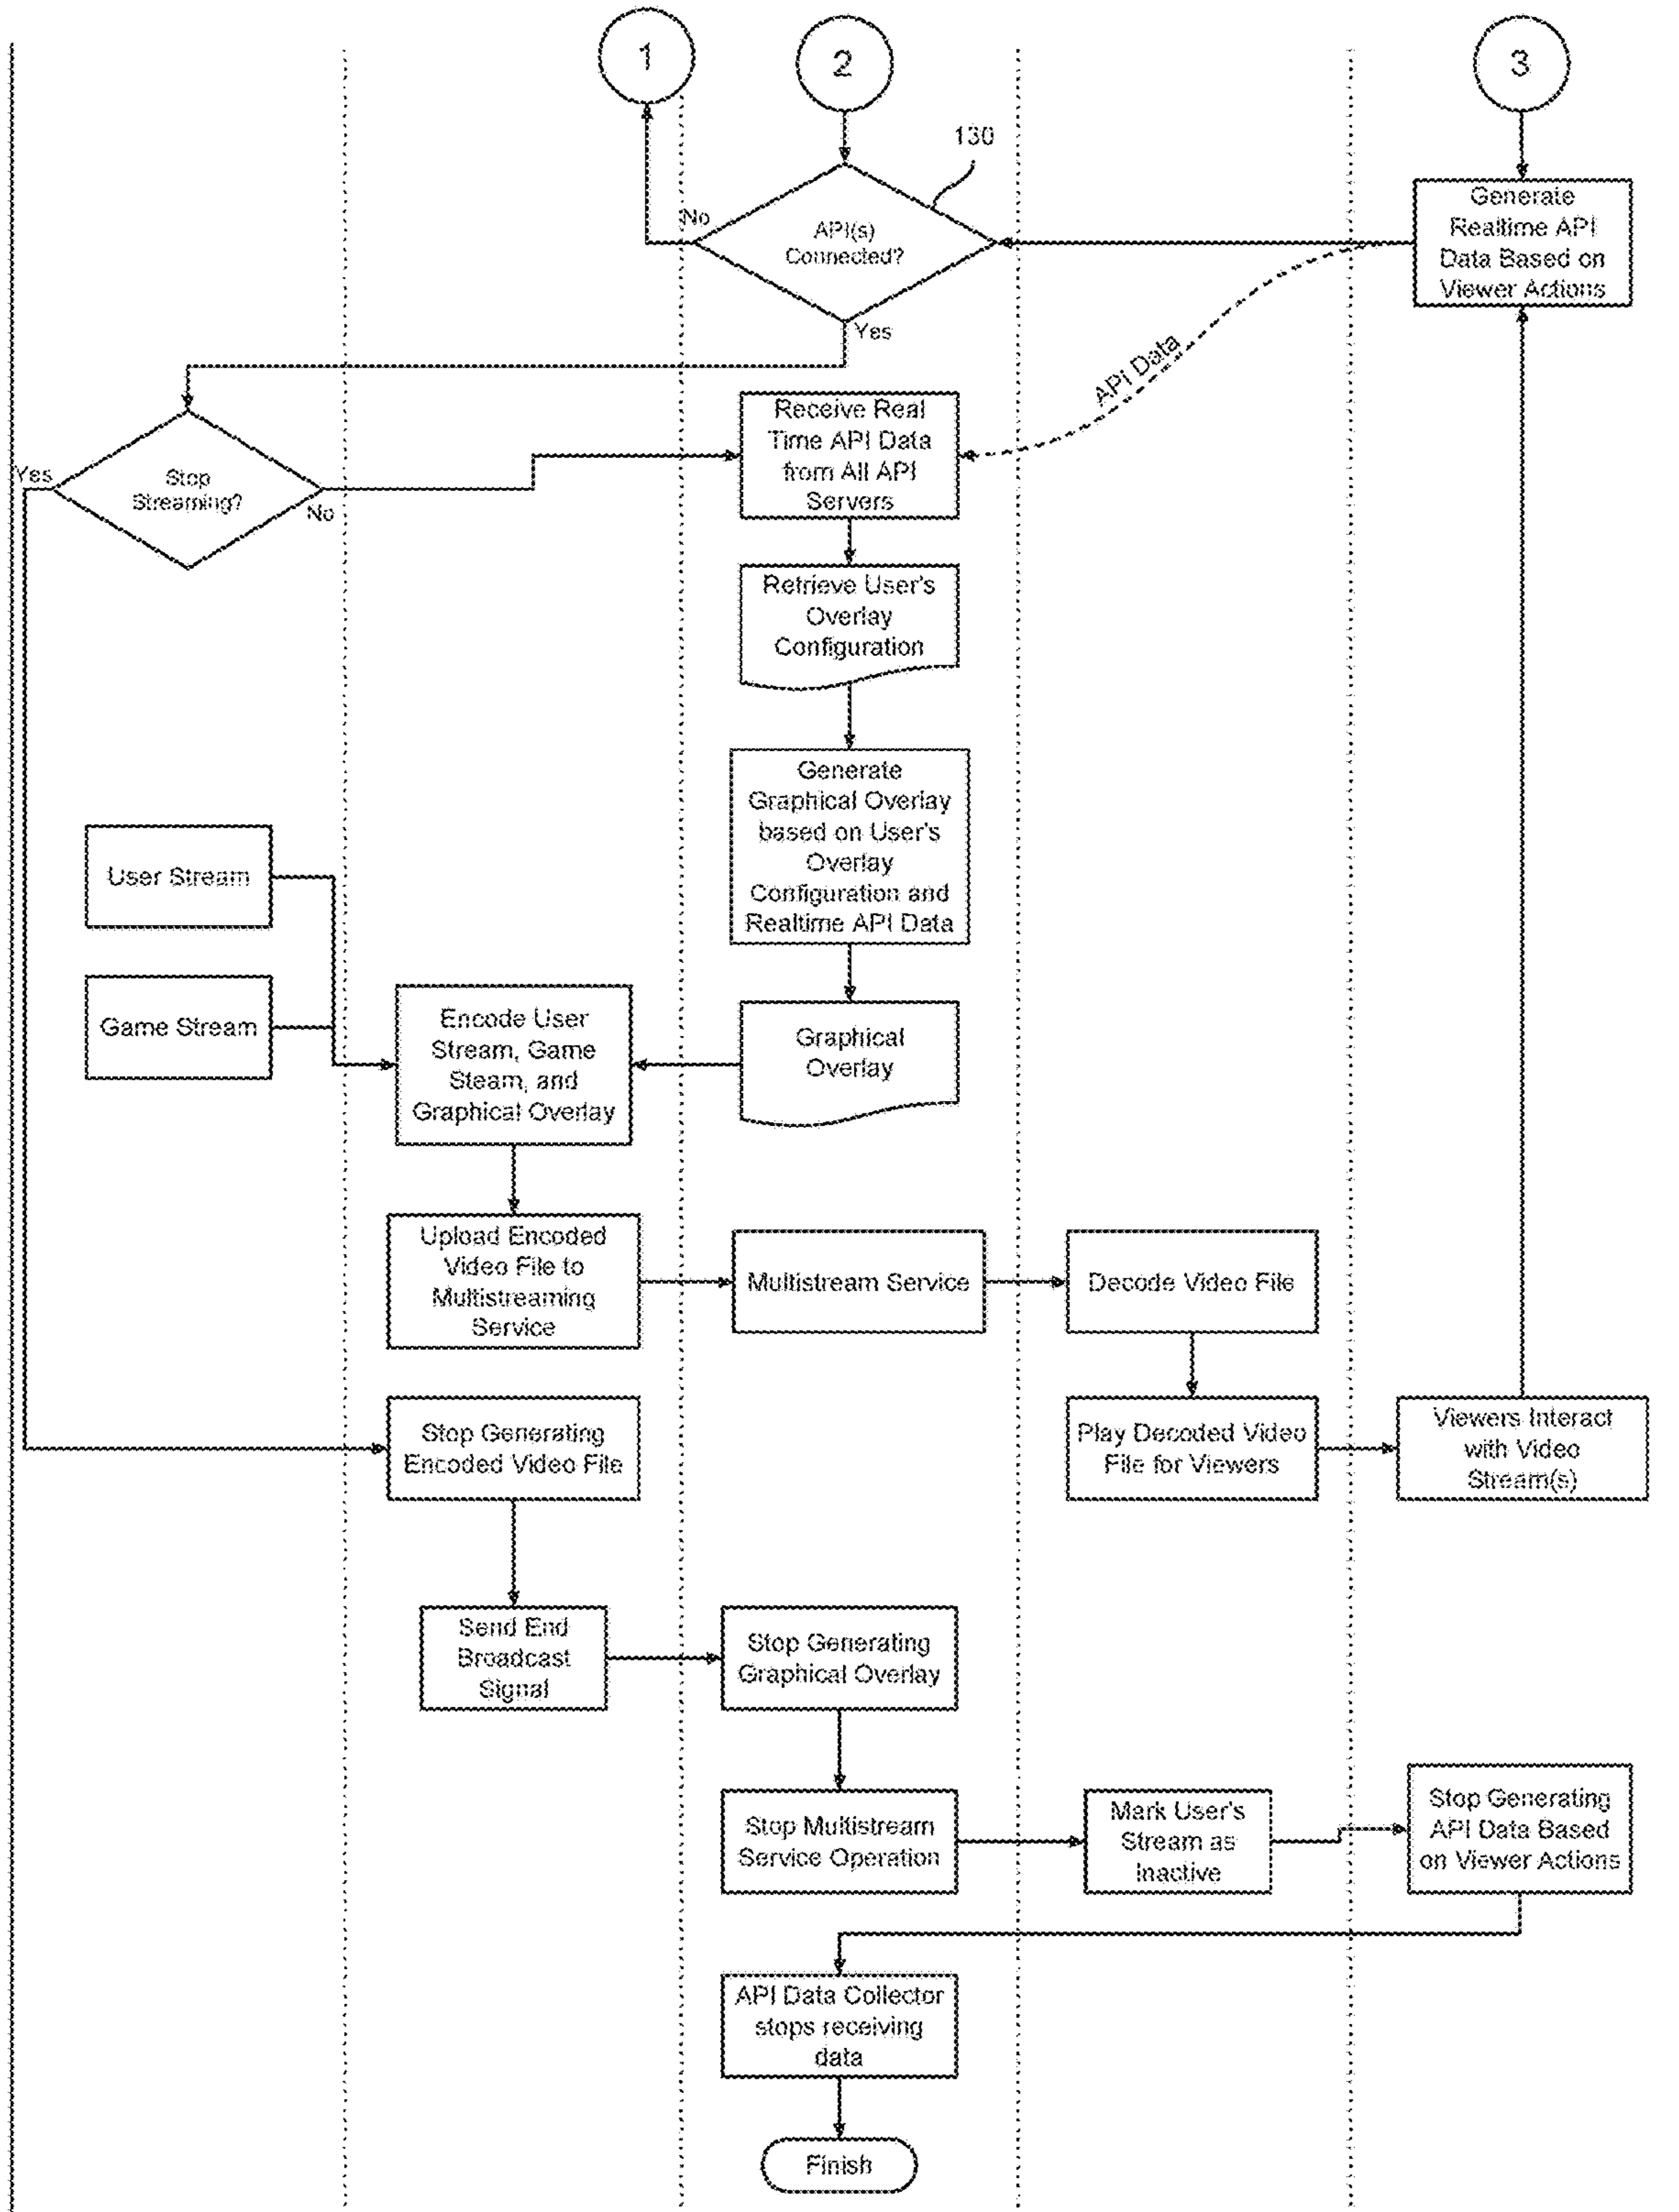 1
2
3
130
No
API(s)
Connected?
Yes
Generate
Realtime API
Data Based on
Viewer Actions
API Data
Yes
Stop
Streaming?
No
Receive Real
Time API Data
from All API
Servers
Retrieve User's
Overlay
Configuration
Generate
Graphical Overlay
based on User's
Overlay
Configuration and
Realtime API Data
User Stream
Game Stream
Encode User
Stream, Game
Steam, and
Graphical Overlay
Graphical
Overlay
Upload Encoded
Video File to
Multistreaming
Service
Multistream Service
Decode Video File
Stop Generating
Encoded Video File
Play Decoded Video
File for Viewers
Viewers Interact
with Video
Stream(s)
Send End
Broadcast
Signal
Stop Generating
Graphical Overlay
Stop Multistream
Service Operation
Mark User's
Stream as
Inactive
Stop Generating
API Data Based
on Viewer Actions
API Data Collector
stops receiving
data
Finish